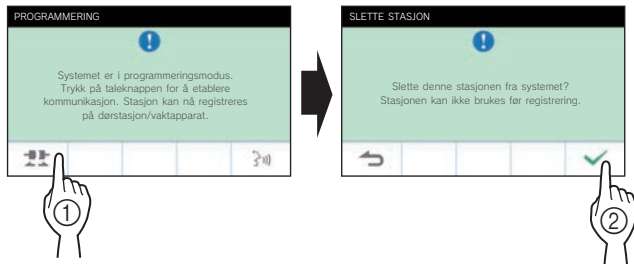 PROGRAMMERING
Systemet er i programmeringsmodus.
Trykk på taleknappen for å etablere
kommunikasjon. Stasjon kan nå registreres
på dørstasjon/vaktapparat.
①
SLETTE STASJON
Slette denne stasjonen fra systemet?
Stasjonen kan ikke brukes før registrering.
②